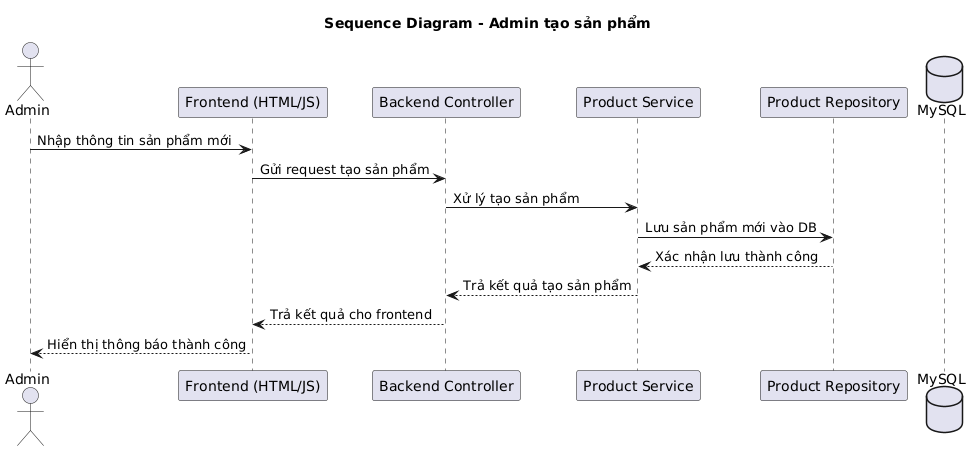 Sequence Diagram - Admin tạo sản phẩm
Admin
Frontend (HTML/JS)
Backend Controller
Product Service
Product Repository
MySQL
Nhập thông tin sản phẩm mới
Gửi request tạo sản phẩm
Xử lý tạo sản phẩm
Lưu sản phẩm mới vào DB
Xác nhận lưu thành công
Trả kết quả tạo sản phẩm
Trả kết quả cho frontend
Hiển thị thông báo thành công
Admin
Frontend (HTML/JS)
Backend Controller
Product Service
Product Repository
MySQL